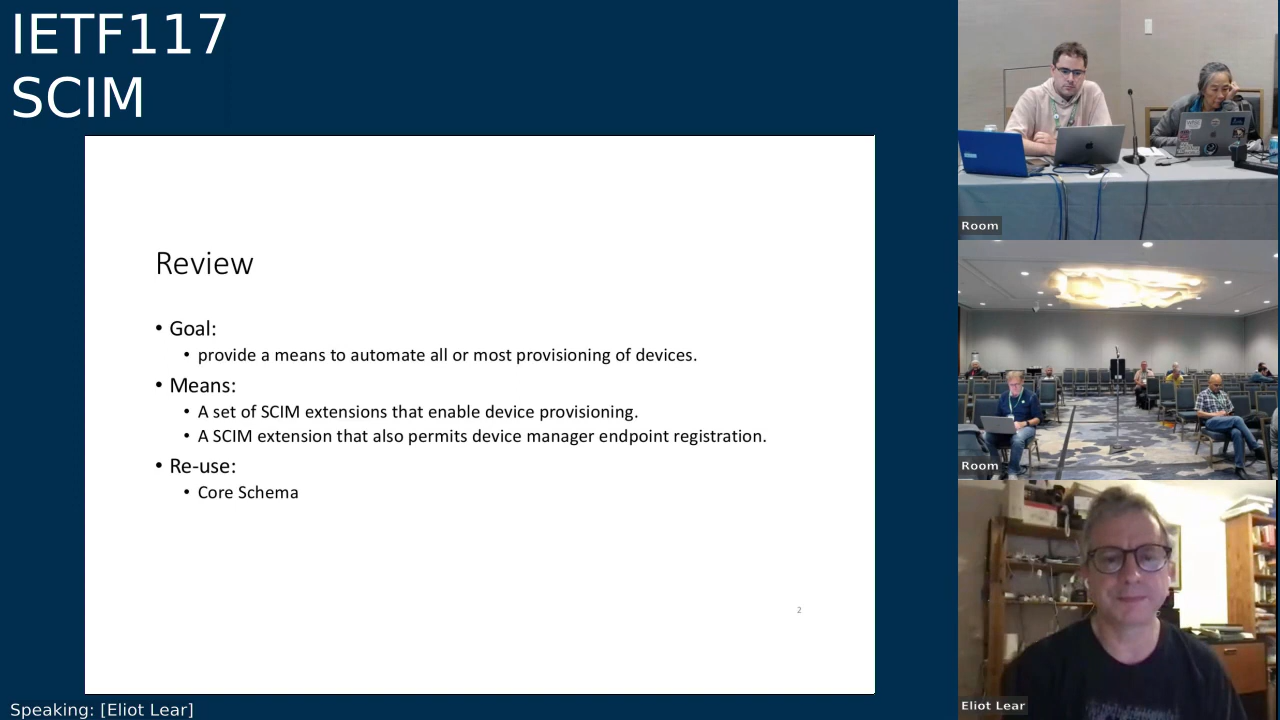 IETF117
SCIM
Review
• Goal:
• provide a means to automate all or most provisioning of devices.
• Means:
• A set of SCIM extensions that enable device provisioning.
• A SCIM extension that also permits device manager endpoint registration.
• Re-use:
• Core Schema
2
Room
Room
Eliot Lear
Speaking: [Eliot Lear]